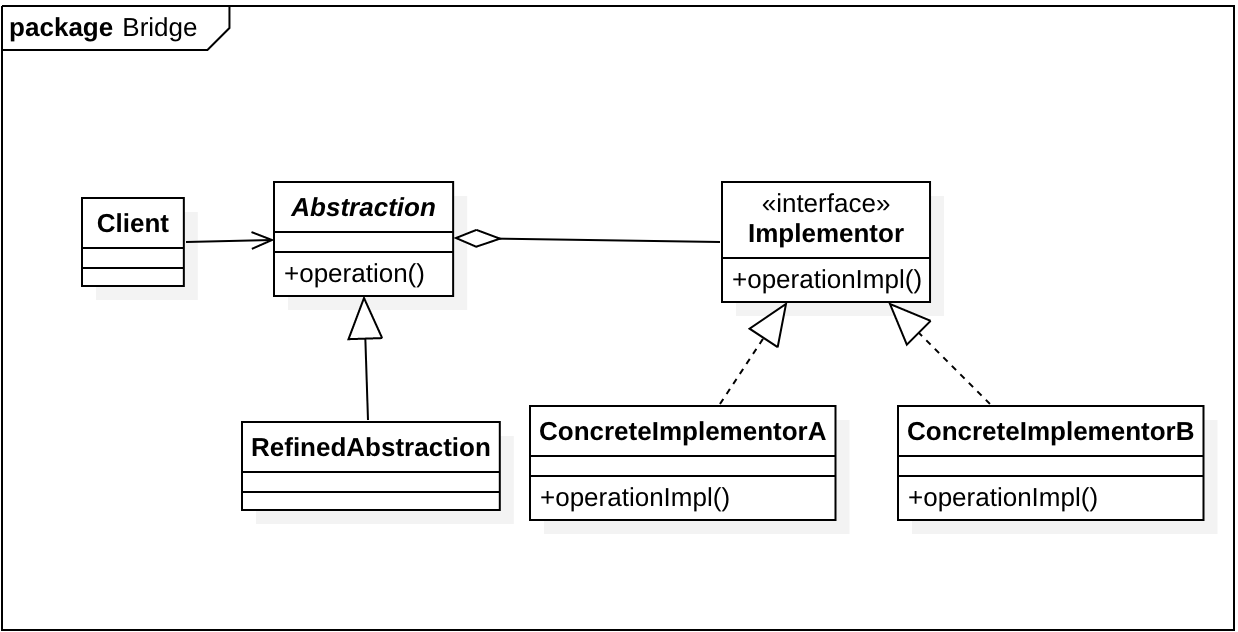 package Bridge
Client
Abstraction
+operation()
«interface»
Implementor
+operationImpl()
RefinedAbstraction
ConcreteImplementorA
+operationImpl()
ConcreteImplementorB
+operationImpl()